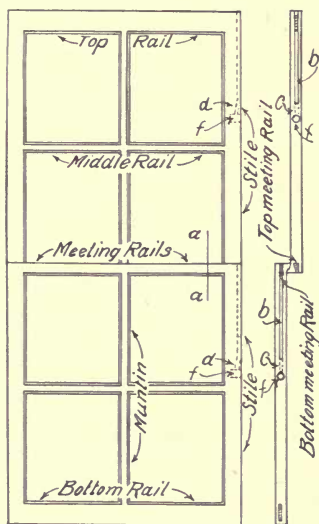 Top Rail
b
d
f
a
f
Stile
Top meeting Rail
Middle Rail
a
Meeting Rails
a
b
d
f
a
f
Muntin
Stile
Bottom meeting Rail
Bottom Rail